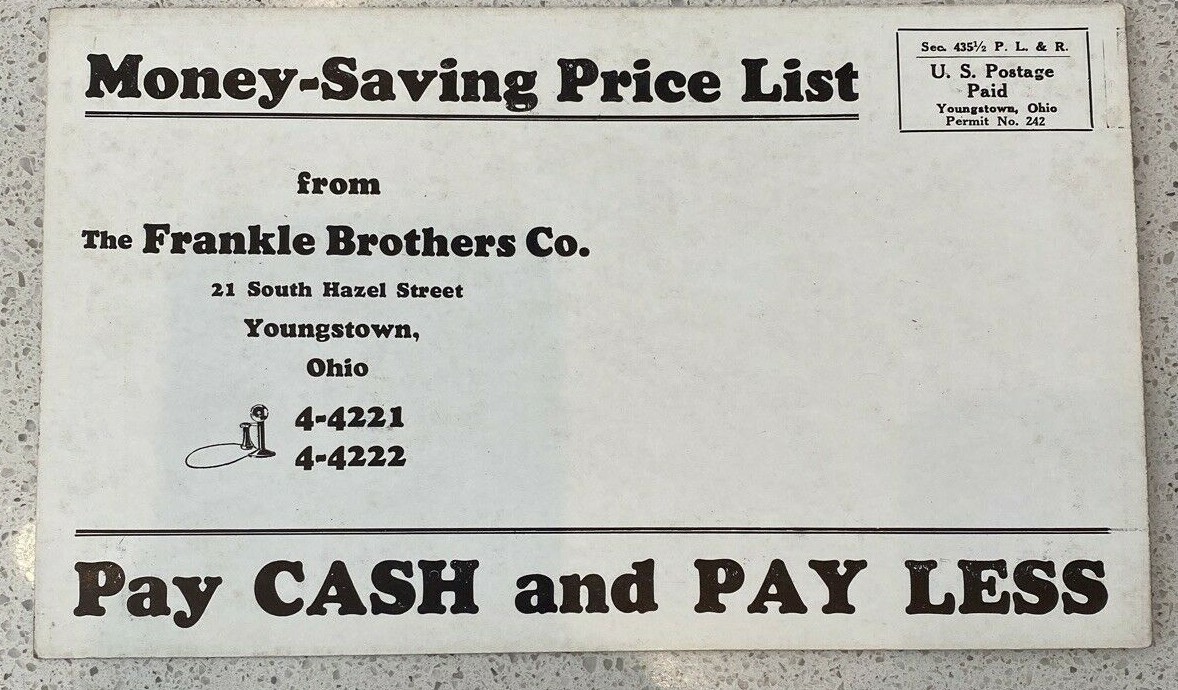 Money-Saving Price List
Sec. 435½ P. L. & R.
U. S. Postage
Paid
Youngstown, Ohio
Permit No. 242
from
The Frankle Brothers Co.
21 South Hazel Street
Youngstown,
Ohio
4-4221
4-4222
Pay CASH and PAY LESS